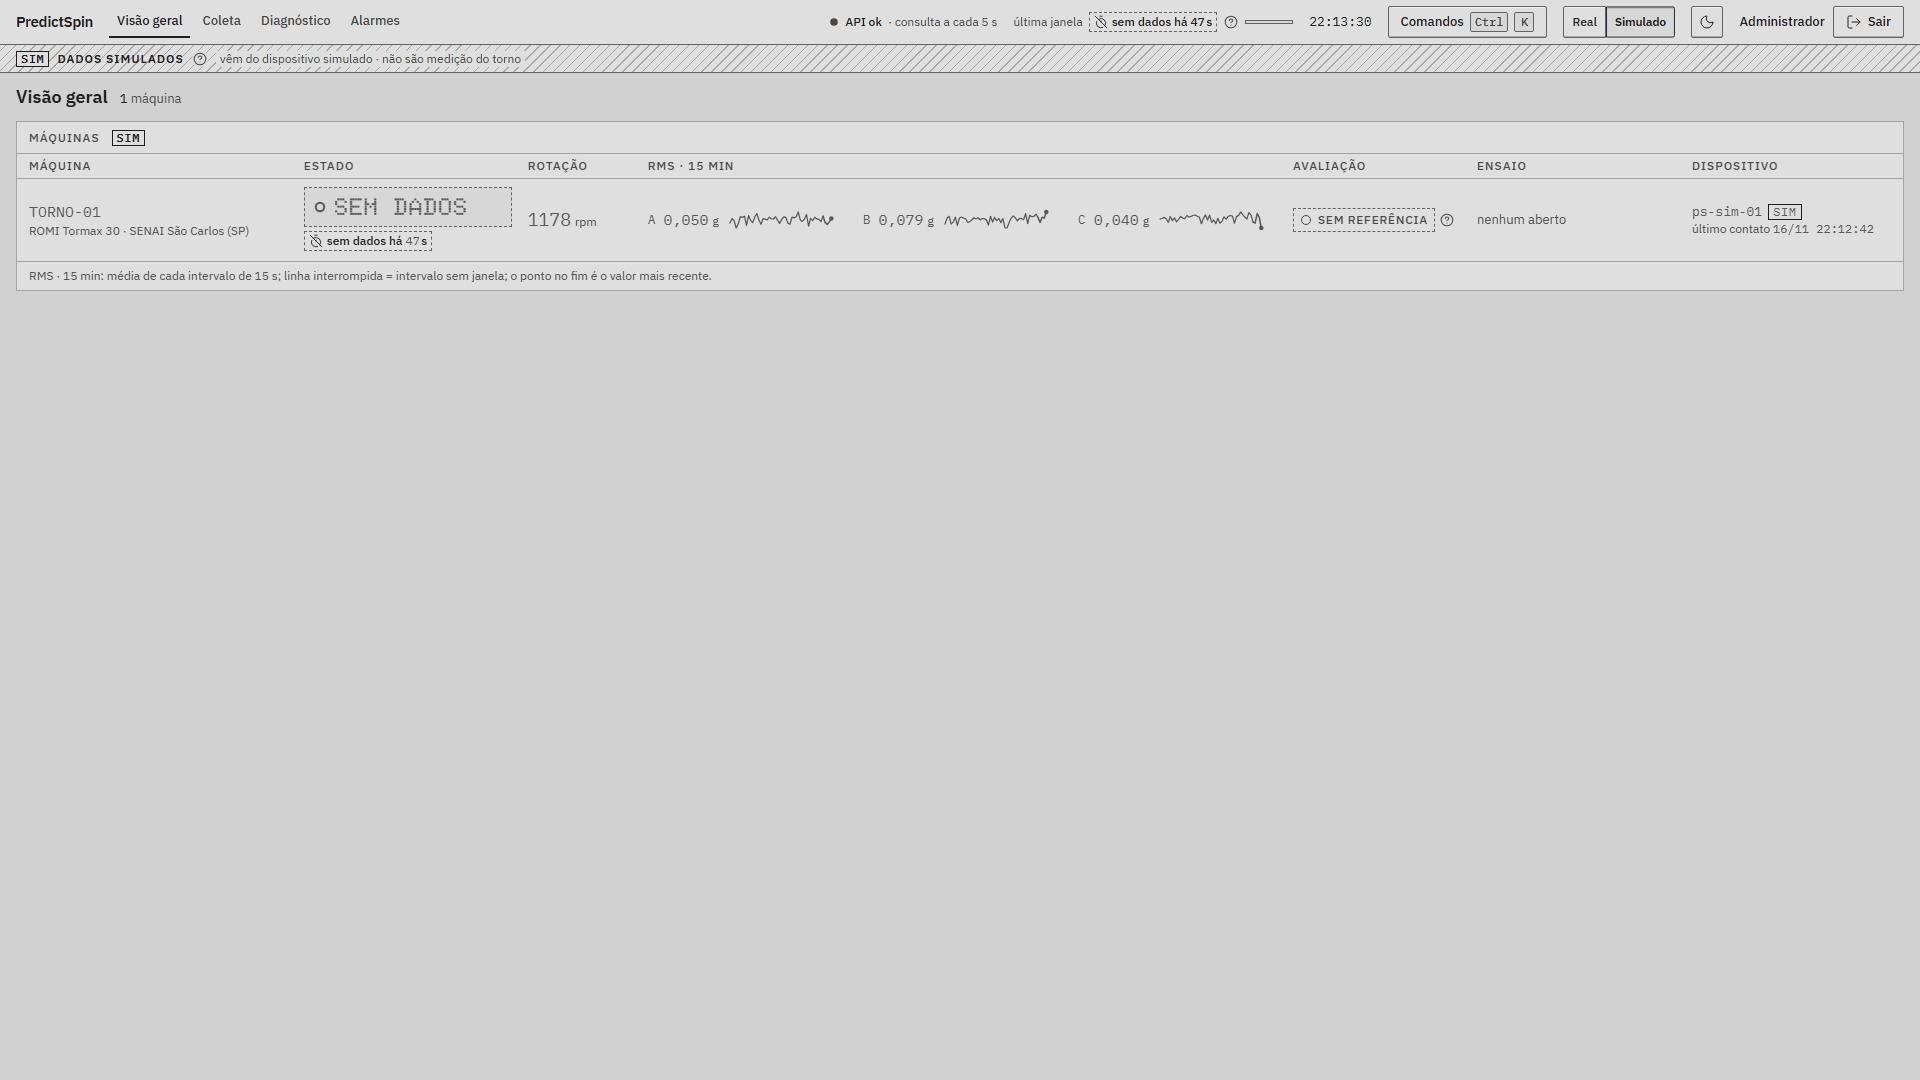 PredictSpin Visão geral Coleta Diagnóstico Alarmes API ok · consulta a cada 5 s última janela sem dados há 47 s 22:13:30 Comandos Ctrl K Real Simulado Administrador Sair
SIM DADOS SIMULADOS vêm do dispositivo simulado · não são medição do torno
Visão geral 1 máquina
MÁQUINAS SIM
MÁQUINA ESTADO ROTAÇÃO RMS · 15 MIN AVALIAÇÃO ENSAIO DISPOSITIVO
TORNO-01 SEM DADOS 1178 rpm A 0,050 g B 0,079 g C 0,040 g SEM REFERÊNCIA nenhum aberto ps-sim-01 SIM
ROMI Tormax 30 · SENAI São Carlos (SP) sem dados há 47 s último contato 16/11 22:12:42
RMS · 15 min: média de cada intervalo de 15 s; linha interrompida = intervalo sem janela; o ponto no fim é o valor mais recente.